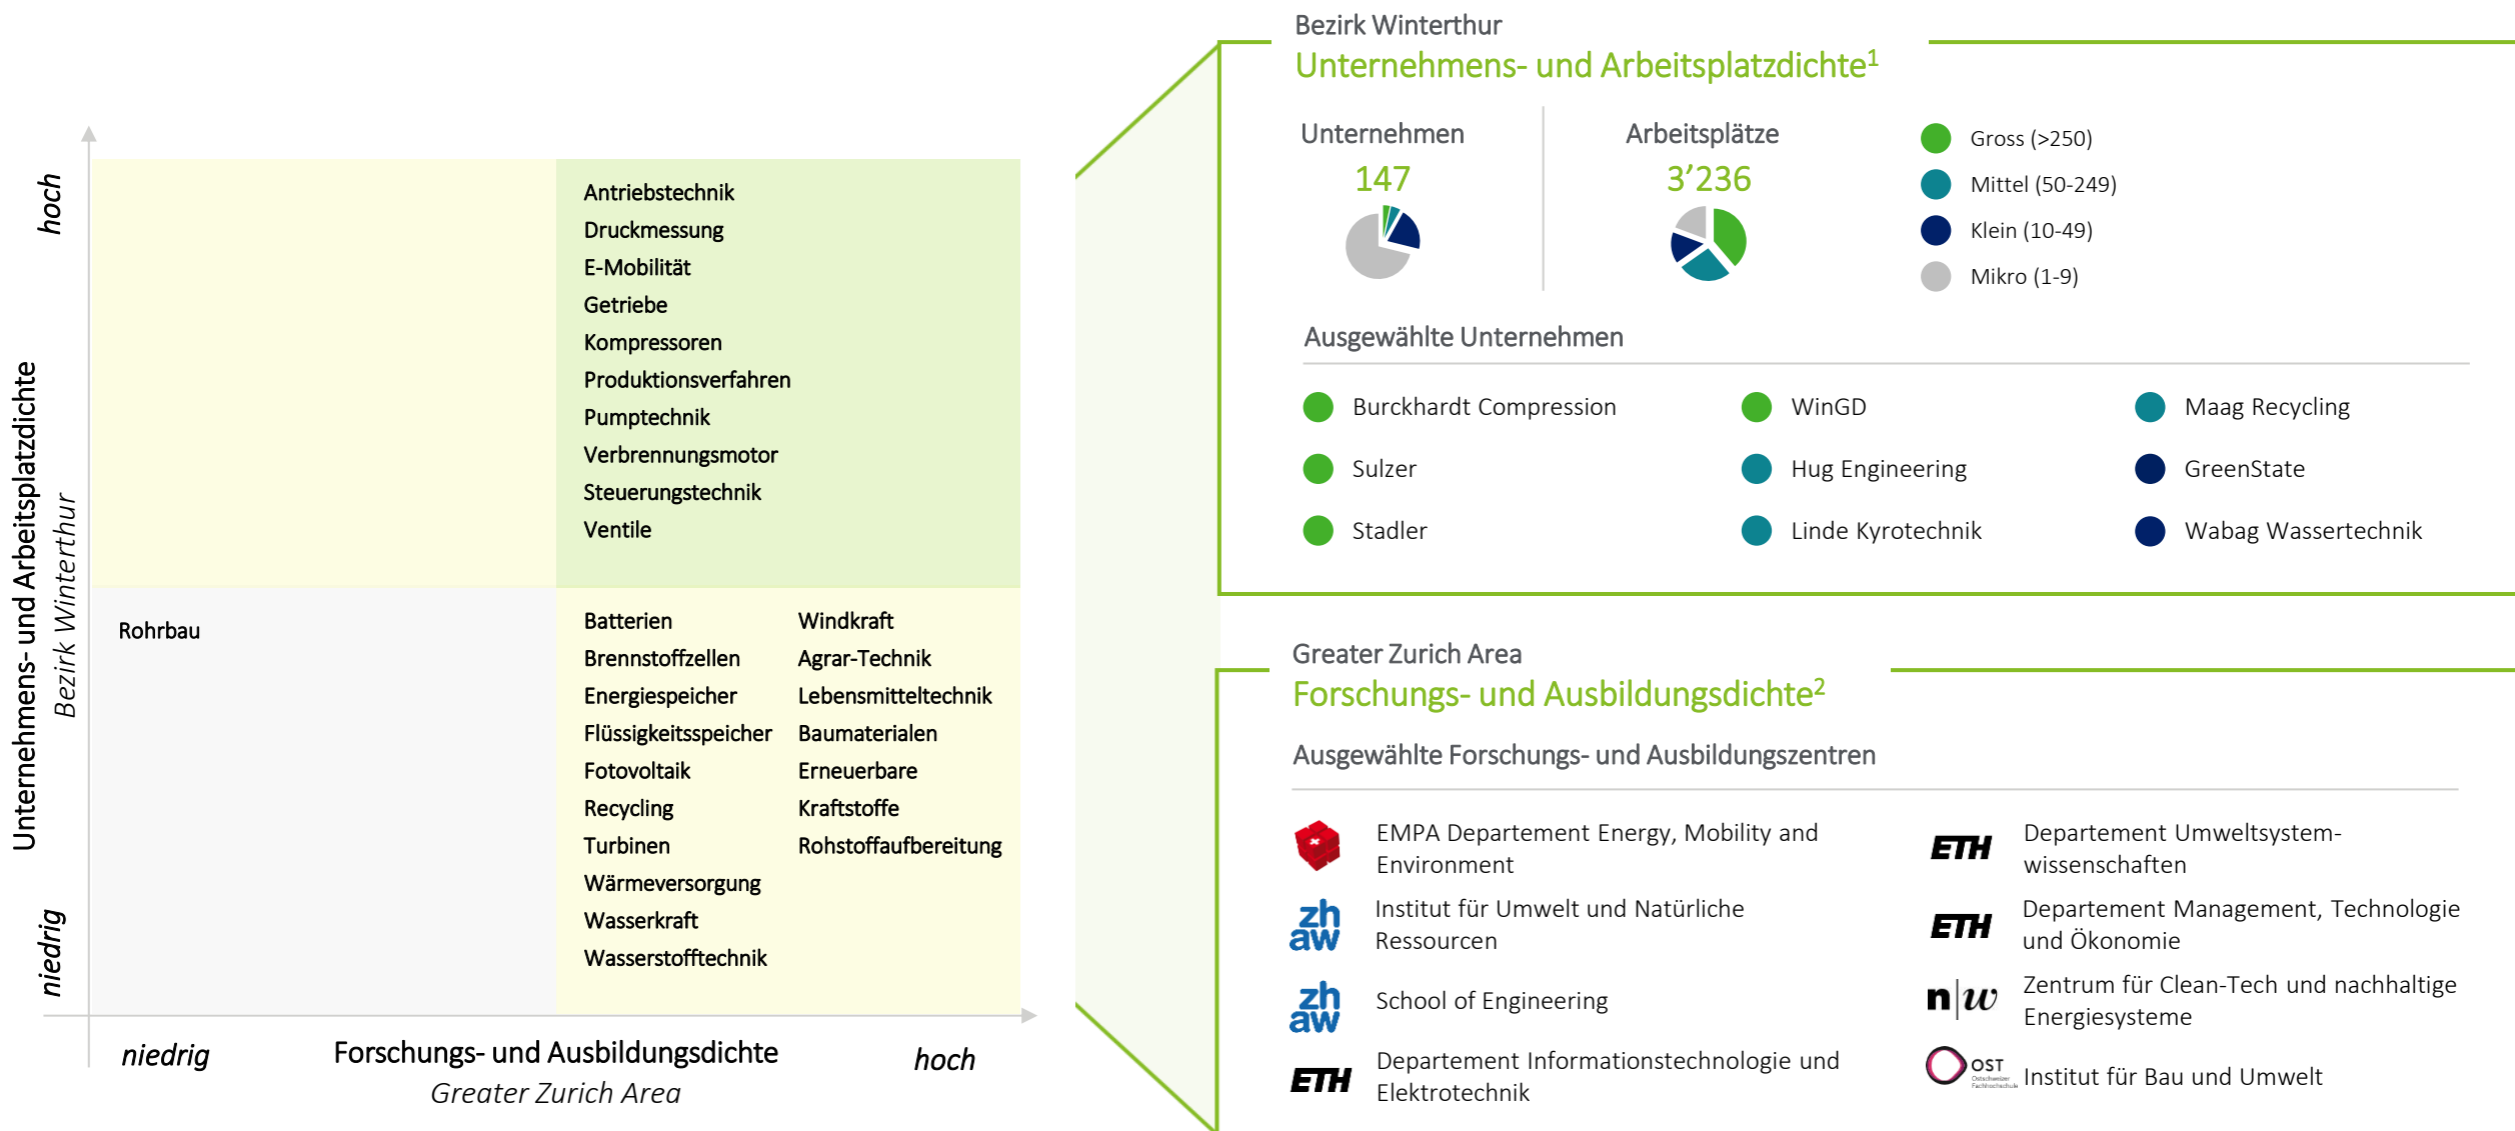 hoch
Unternehmens- und Arbeitsplatzdichte
Bezirk Winterthur
niedrig
Antriebstechnik
Druckmessung
E-Mobilität
Getriebe
Kompressoren
Produktionsverfahren
Pumptechnik
Verbrennungsmotor
Steuerungstechnik
Ventile
Rohrbau
Batterien
Brennstoffzellen
Energiespeicher
Flüssigkeitsspeicher
Fotovoltaik
Recycling
Turbinen
Wärmeversorgung
Wasserkraft
Wasserstofftechnik
Windkraft
Agrar-Technik
Lebensmitteltechnik
Baumaterialen
Erneuerbare
Kraftstoffe
Rohstoffaufbereitung
niedrig
Forschungs- und Ausbildungsdichte
hoch
Greater Zurich Area
Bezirk Winterthur
Unternehmens- und Arbeitsplatzdichte¹
Unternehmen
147
Arbeitsplätze
3’236
Gross (>250)
Mittel (50-249)
Klein (10-49)
Mikro (1-9)
Ausgewählte Unternehmen
Burckhardt Compression
Sulzer
Stadler
WinGD
Hug Engineering
Linde Kyrotechnik
Maag Recycling
GreenState
Wabag Wassertechnik
Greater Zurich Area
Forschungs- und Ausbildungsdichte²
Ausgewählte Forschungs- und Ausbildungszentren
EMPA Departement Energy, Mobility and
Environment
zh
aw
Institut für Umwelt und Natürliche
Ressourcen
zh
aw
School of Engineering
ETH
Departement Informationstechnologie und
Elektrotechnik
ETH
Departement Umweltsystem-
wissenschaften
ETH
Departement Management, Technologie
und Ökonomie
n|w
Zentrum für Clean-Tech und nachhaltige
Energiesysteme
OST
Ostschweizer
Fachhochschule
Institut für Bau und Umwelt